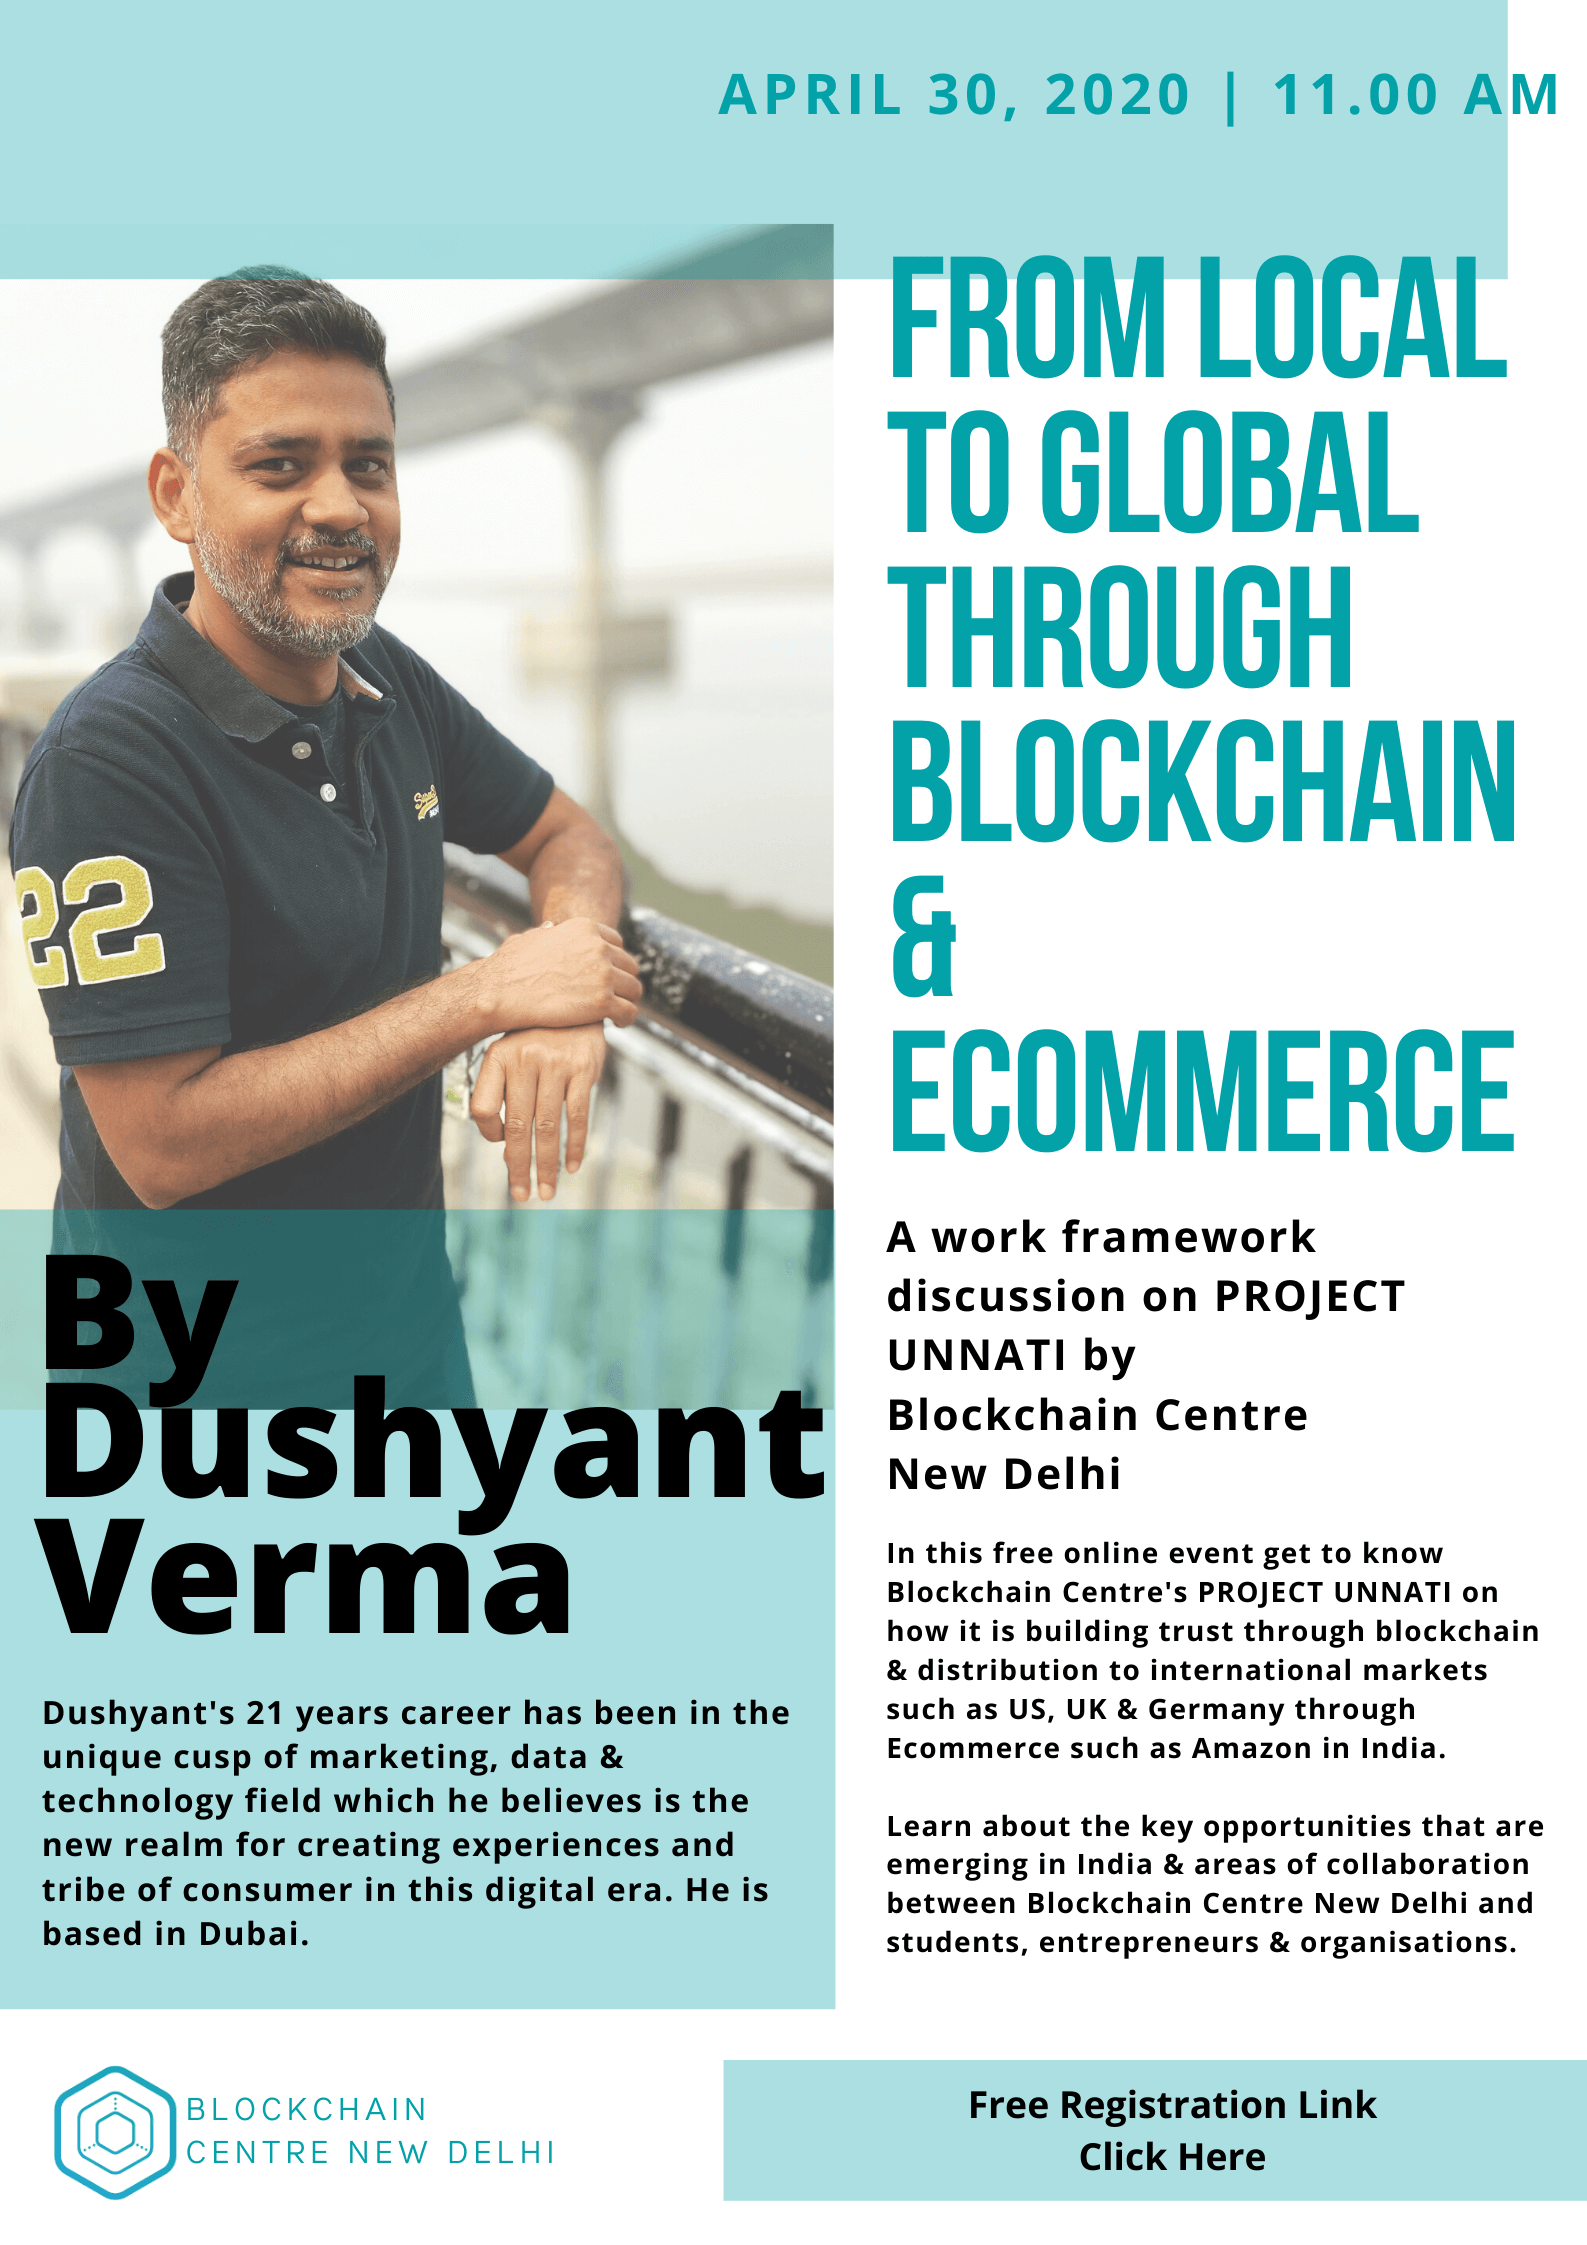 APRIL 30, 2020 | 11.00 AM
FROM LOCAL
TO GLOBAL
THROUGH
BLOCKCHAIN
&
ECOMMERCE
22
By
Dushyant
Verma
Dushyant's 21 years career has been in the
unique cusp of marketing, data &
technology field which he believes is the
new realm for creating experiences and
tribe of consumer in this digital era. He is
based in Dubai.
A work framework
discussion on PROJECT
UNNATI by
Blockchain Centre
New Delhi
In this free online event get to know
Blockchain Centre's PROJECT UNNATI on
how it is building trust through blockchain
& distribution to international markets
such as US, UK & Germany through
Ecommerce such as Amazon in India.
Learn about the key opportunities that are
emerging in India & areas of collaboration
between Blockchain Centre New Delhi and
students, entrepreneurs & organisations.
BLOCKCHAIN
CENTRE NEW DELHI
Free Registration Link
Click Here